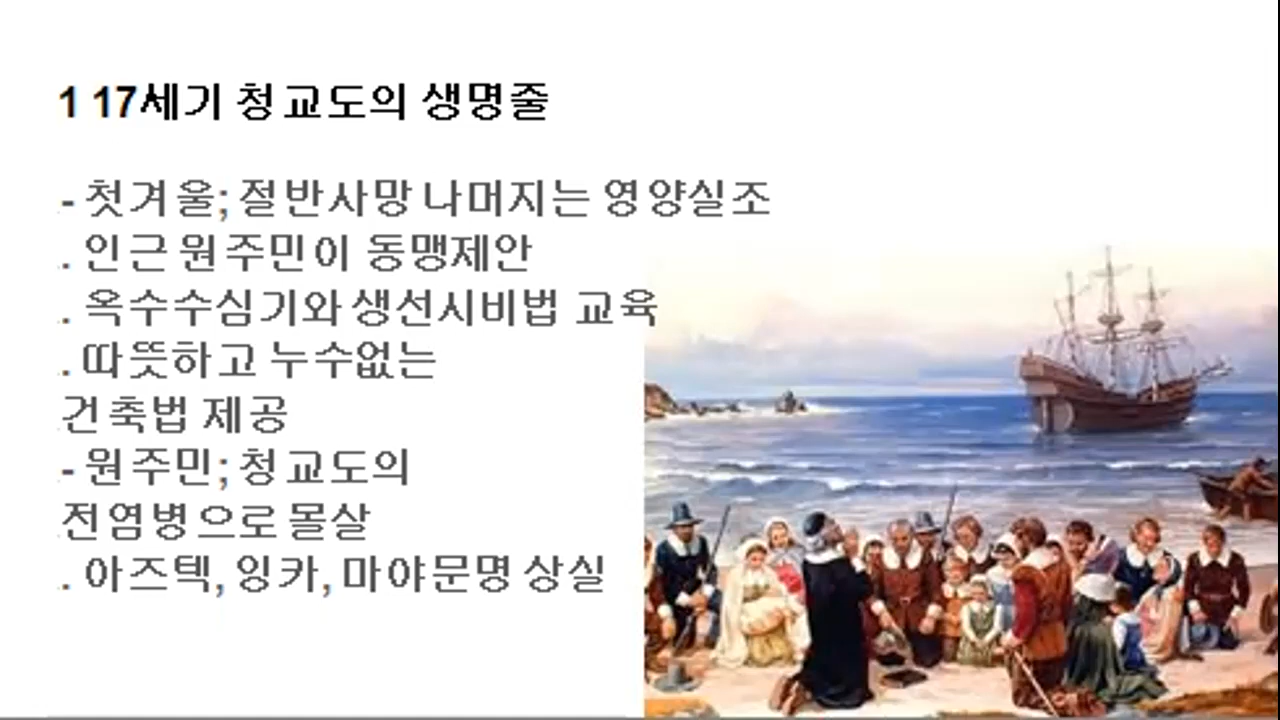 1 17세기 청교도의 생명줄
- 첫겨울; 절반사망 나머지는 영양실조
. 인근 원주민이 동맹제안
. 옥수수심기와 생선시비법 교육
. 따뜻하고 누수없는
건축법 제공
- 원주민; 청교도의
전염병으로 몰살
. 아즈텍, 잉카, 마야문명 상실